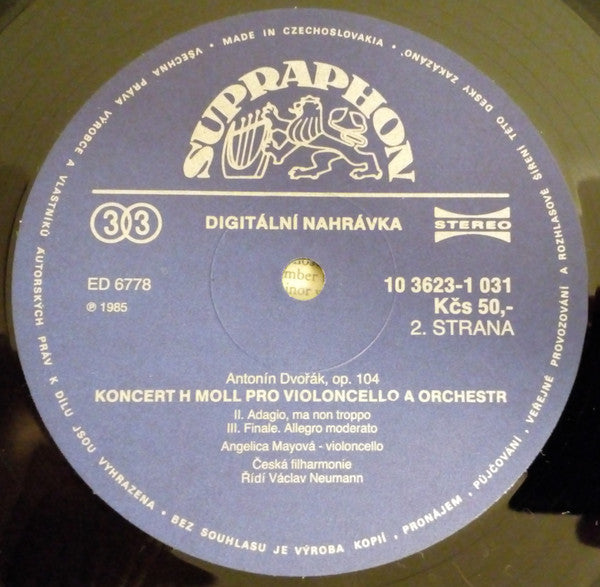 MADE IN CZECHOSLOVAKIA · VŠECHNA PRÁVA VÝROBCE A VLASTNÍKŮ AUTORSKÝCH PRÁV K DÍLU JSOU VYHRAZENA · BEZ SOUHLASU JE VÝROBA KOPIÍ, PRONÁJEM, PŮJČOVÁNÍ, VEŘEJNÉ PROVOZOVÁNÍ A ROZHLASOVÉ ŠÍŘENÍ TÉTO DESKY ZAKÁZÁNO ·
SUPRAPHON
33
DIGITÁLNÍ NAHRÁVKA
STEREO
ED 6778
℗ 1985
10 3623-1 031
Kčs 50,-
2. STRANA
Antonín Dvořák, op. 104
KONCERT H MOLL PRO VIOLONCELLO A ORCHESTR
II. Adagio, ma non troppo
III. Finale. Allegro moderato
Angelica Mayová - violoncello
Česká filharmonie
Řídí Václav Neumann